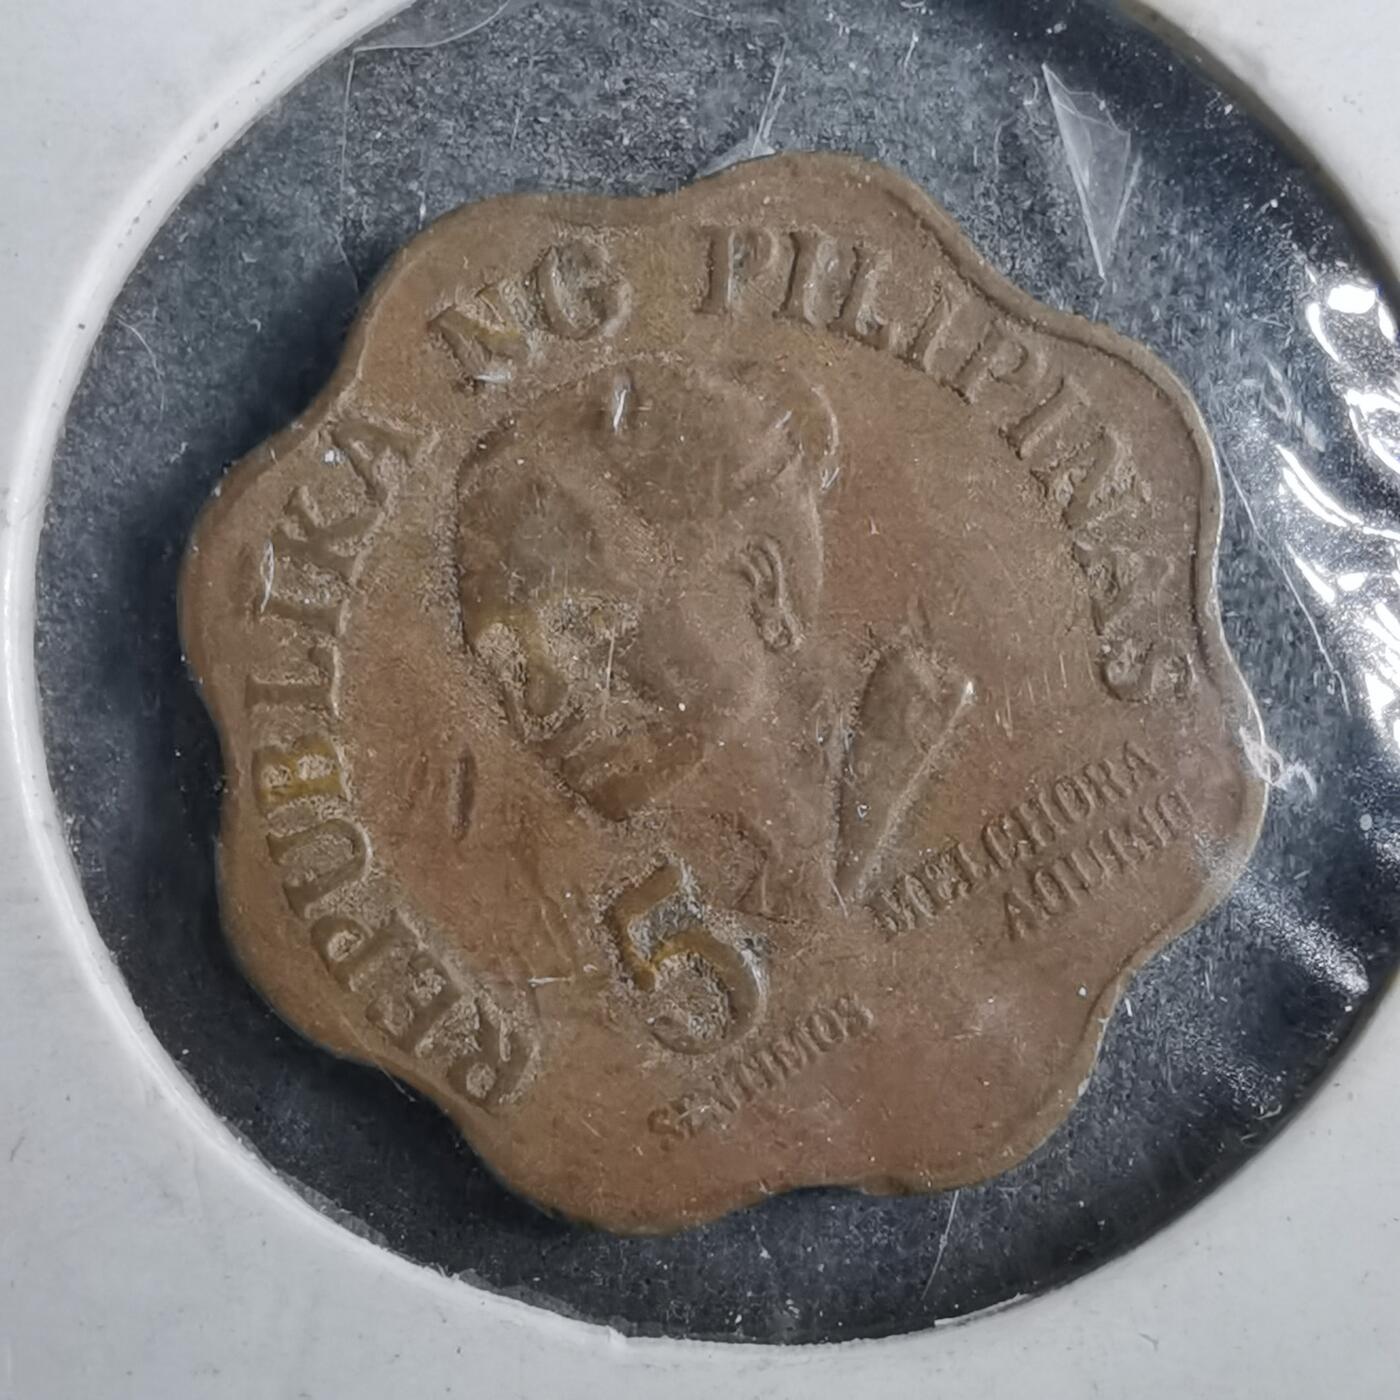 REPUBLIKA NG PILIPINAS
MELCHORA
AQUINO
5
SENTIMOS